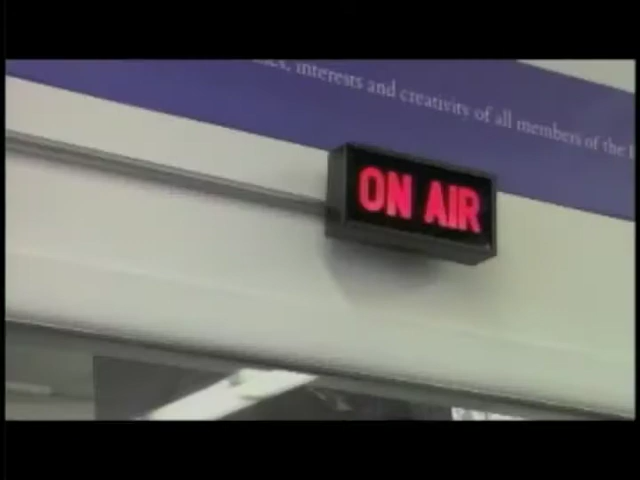 interests and creativity of all members of the
ON AIR